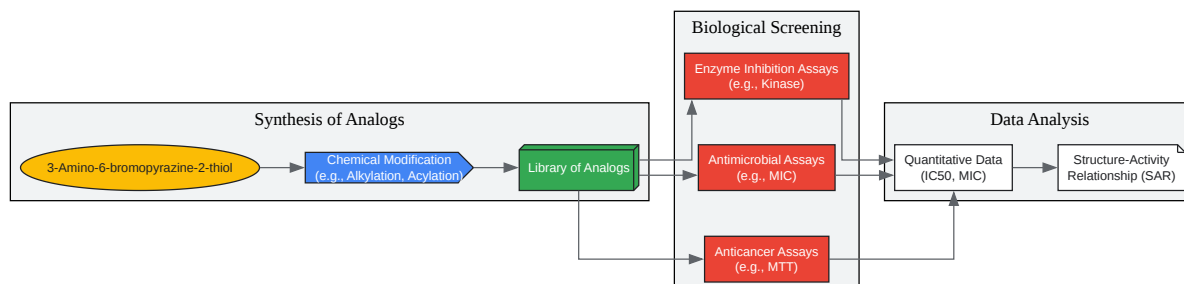 Synthesis of Analogs
3-Amino-6-bromopyrazine-2-thiol
Chemical Modification
(e.g., Alkylation, Acylation)
Library of Analogs
Biological Screening
Enzyme Inhibition Assays
(e.g., Kinase)
Antimicrobial Assays
(e.g., MIC)
Anticancer Assays
(e.g., MTT)
Data Analysis
Quantitative Data
(IC50, MIC)
Structure-Activity
Relationship (SAR)